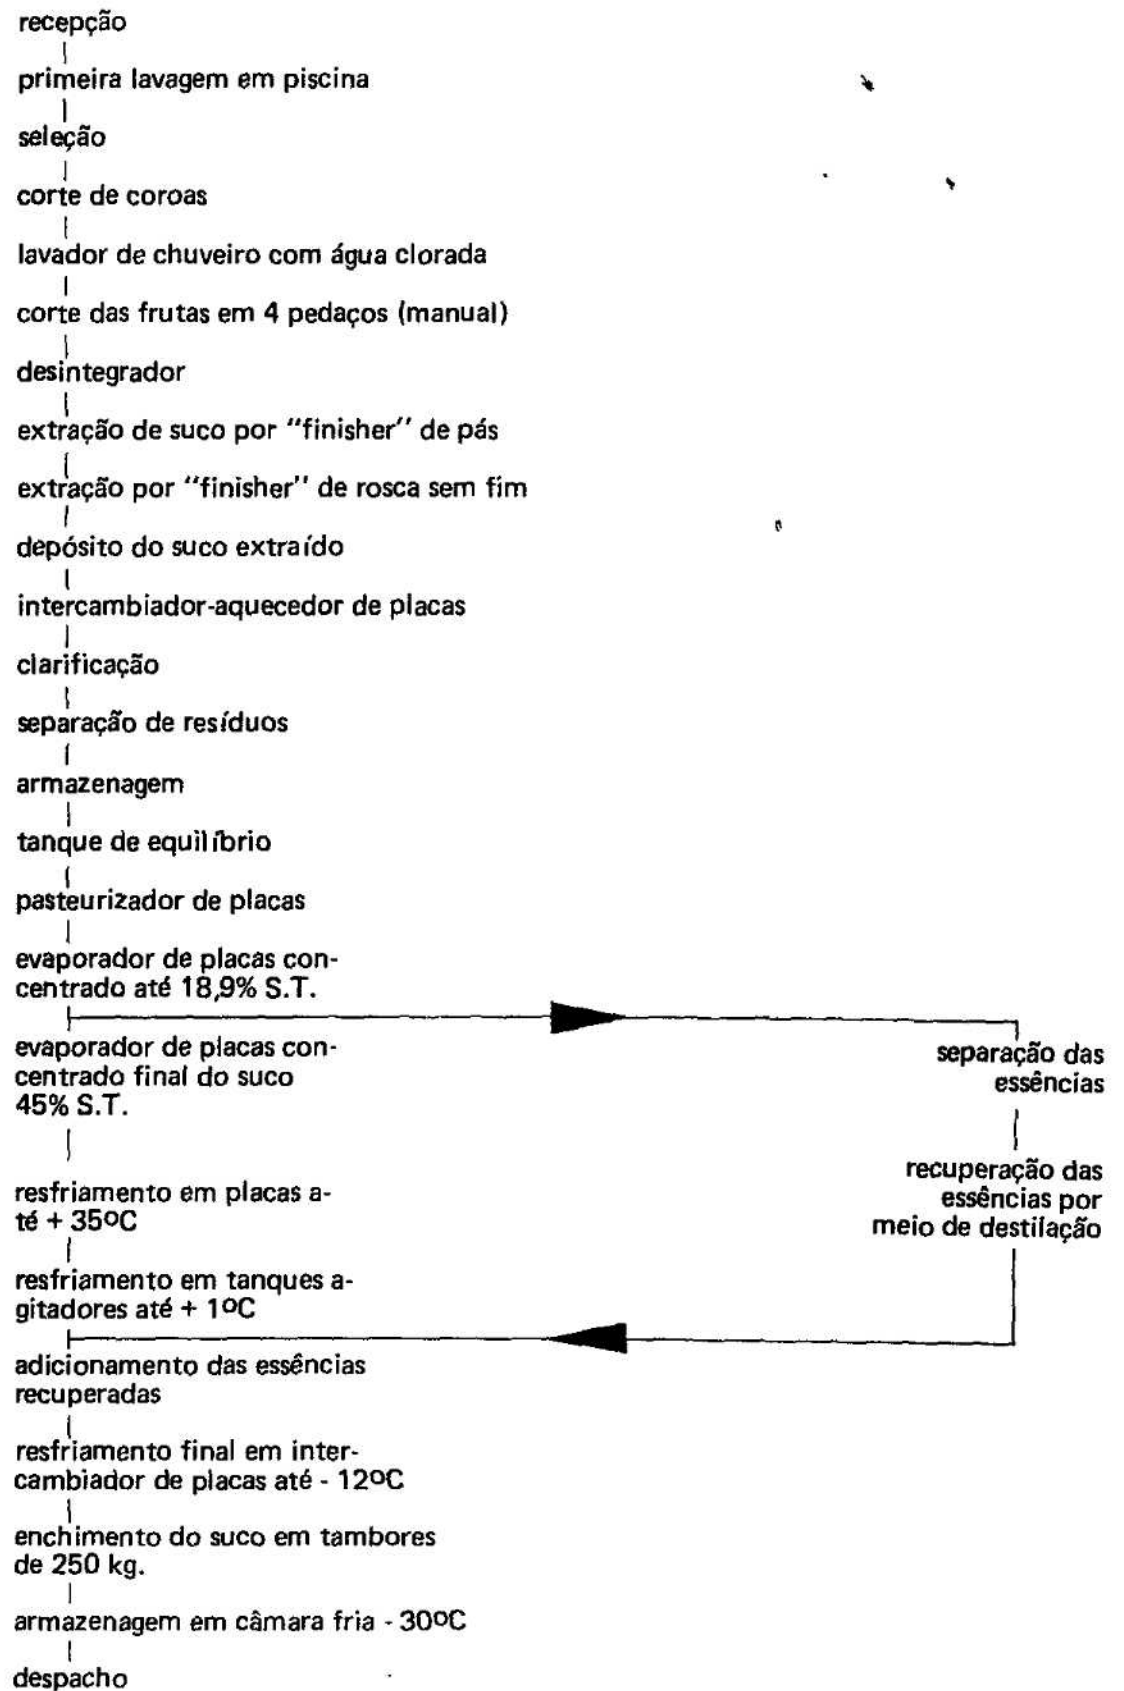 recepção
primeira lavagem em piscina
seleção
corte de coroas
lavador de chuveiro com água clorada
corte das frutas em 4 pedaços (manual)
desintegrador
extração de suco por "finisher" de pás
extração por "finisher" de rosca sem fim
depósito do suco extraído
intercambiador-aquecedor de placas
clarificação
separação de resíduos
armazenagem
tanque de equilíbrio
pasteurizador de placas
evaporador de placas con-
centrado até 18,9% S.T.
evaporador de placas con-
centrado final do suco
45% S.T.
separação das
essências
recuperação das
essências por
meio de destilação
resfriamento em placas a-
té + 35ºC
resfriamento em tanques a-
gitadores até + 1ºC
adicionamento das essências
recuperadas
resfriamento final em inter-
cambiador de placas até - 12ºC
enchimento do suco em tambores
de 250 kg.
armazenagem em câmara fria - 30ºC
despacho